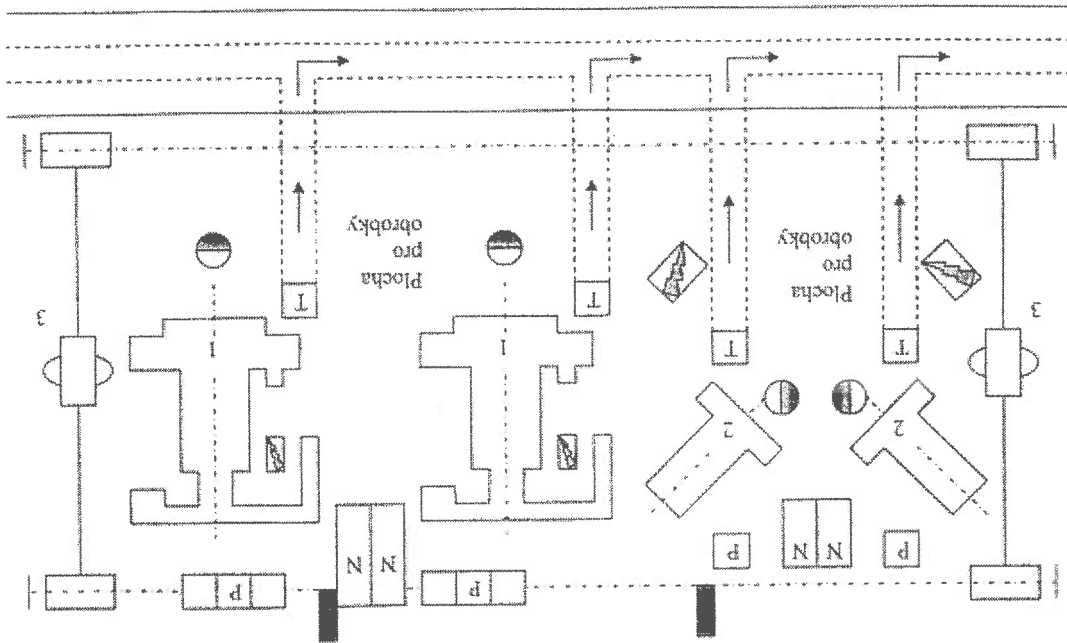 P N N P P N N P
2 2
T T 1 1
3 3
T T
Plocha
pro
obrobky
Plocha
pro
obrobky